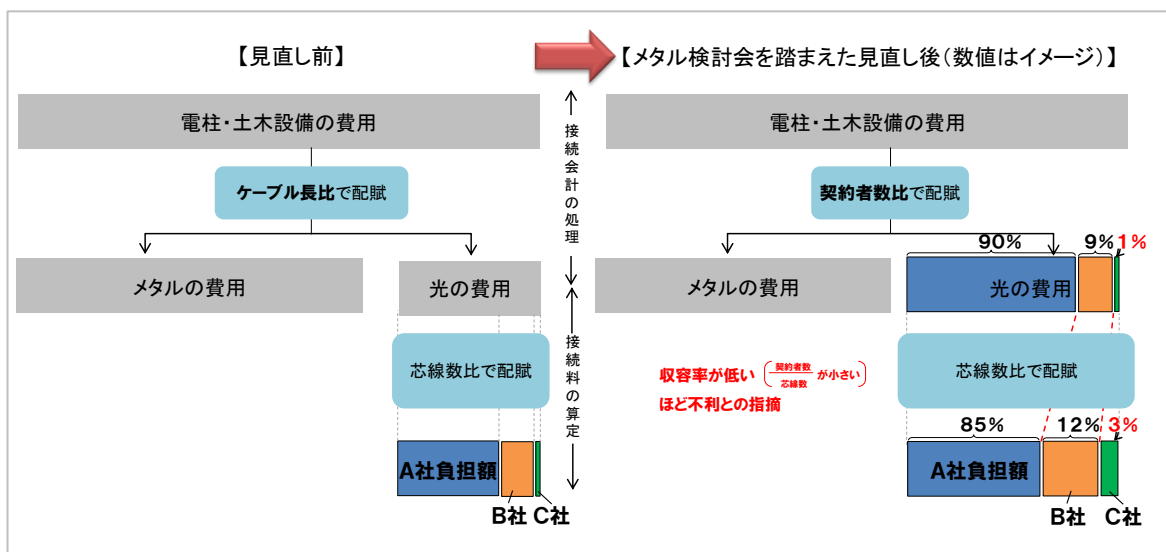 【見直し前】
電柱・土木設備の費用
ケーブル長比で配賦
メタルの費用
光の費用
芯線数比で配賦
A社負担額
B社
C社
接続会計の処理
接続料の算定
【メタル検討会を踏まえた見直し後(数値はイメージ)】
電柱・土木設備の費用
契約者数比で配賦
90%
9%
1%
メタルの費用
光の費用
収容率が低い(契約者数/芯線数 が小さい)
ほど不利との指摘
芯線数比で配賦
85%
12%
3%
A社負担額
B社
C社